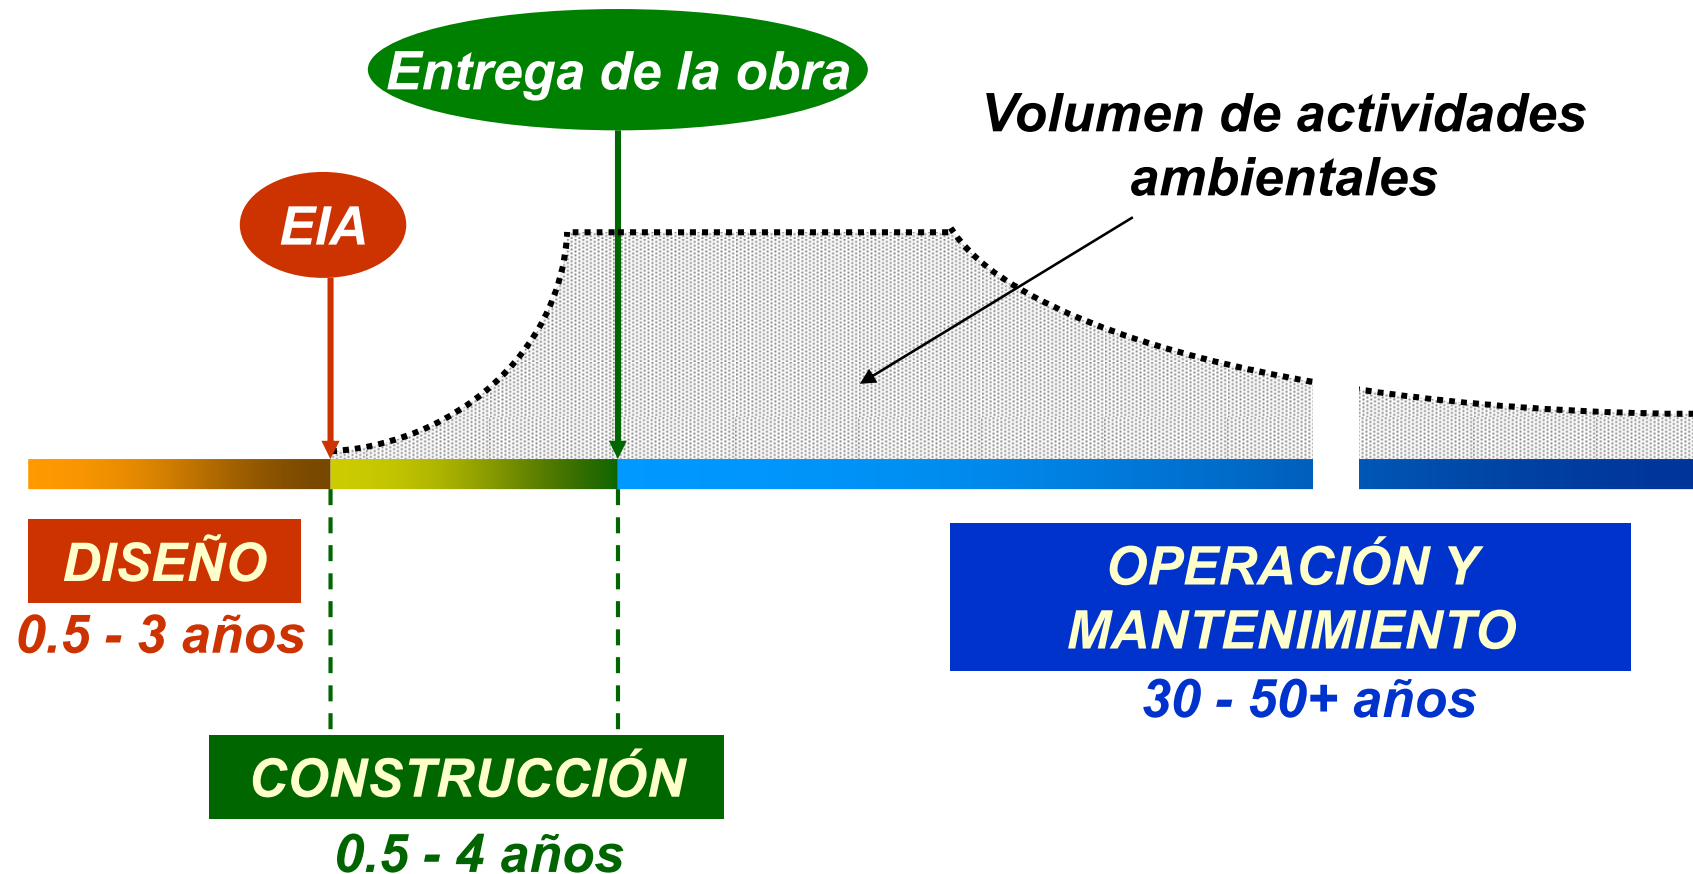 Entrega de la obra
Volumen de actividades
ambientales
EIA
DISEÑO
0.5 - 3 años
OPERACIÓN Y
MANTENIMIENTO
30 - 50+ años
CONSTRUCCIÓN
0.5 - 4 años